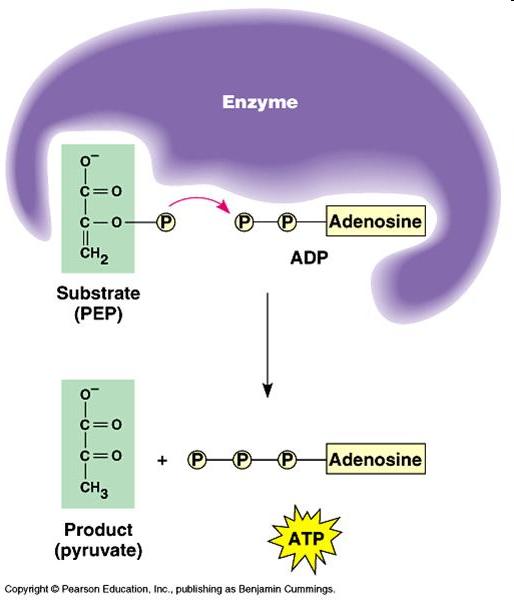 Enzyme
O⁻
C=O
C—O—P
CH₂
P—P—Adenosine
ADP
Substrate
(PEP)
O⁻
C=O
C=O
CH₃
+
P—P—P—Adenosine
Product
(pyruvate)
ATP
Copyright © Pearson Education, Inc., publishing as Benjamin Cummings.